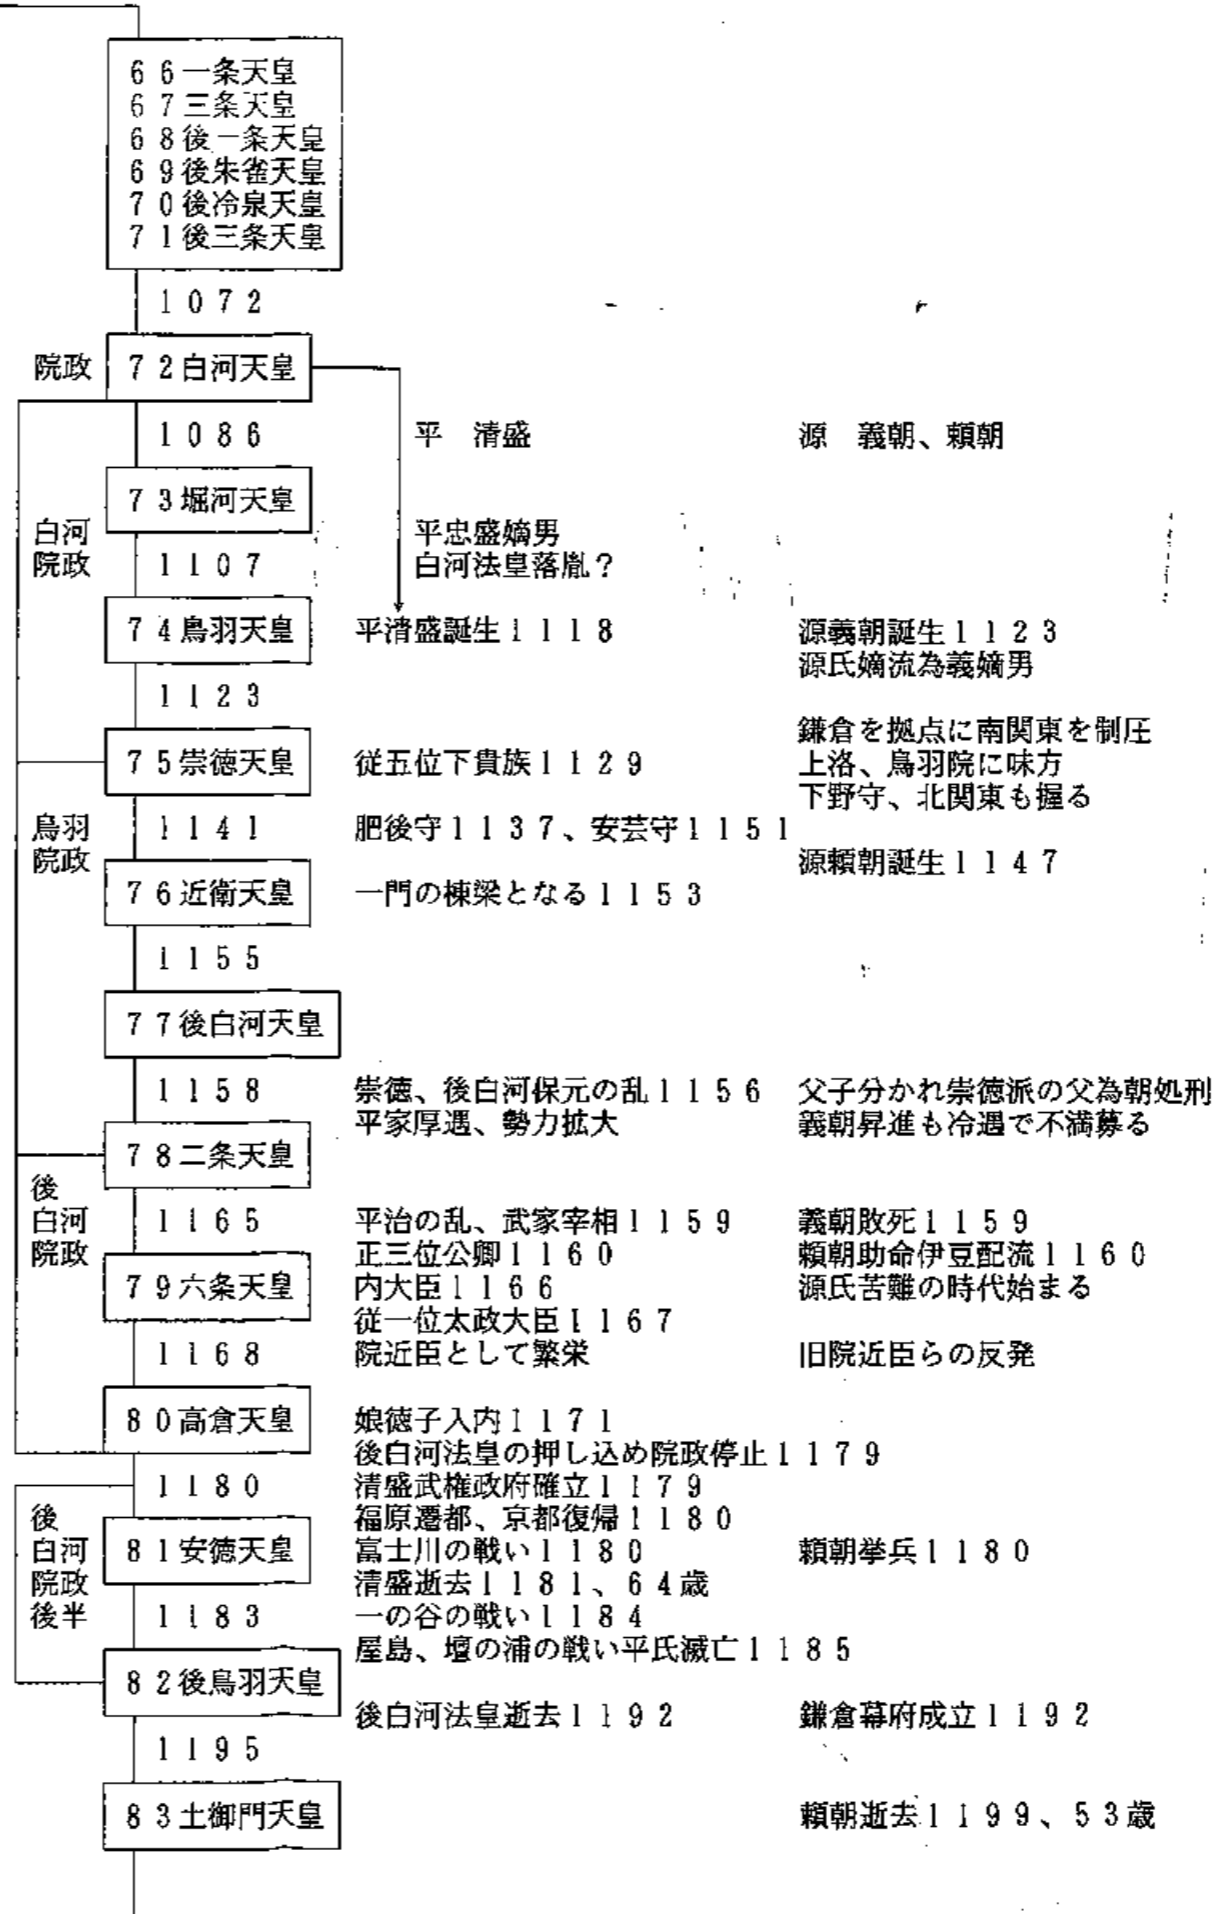 66一条天皇
67三条天皇
68後一条天皇
69後朱雀天皇
70後冷泉天皇
71後三条天皇
1072
院政
72白河天皇
1086
平 清盛
源 義朝、頼朝
73堀河天皇
白河
院政
平忠盛嫡男
白河法皇落胤?
1107
74鳥羽天皇
平清盛誕生1118
源義朝誕生1123
源氏嫡流為義嫡男
1123
75崇徳天皇
従五位下貴族1129
鎌倉を拠点に南関東を制圧
上洛、鳥羽院に味方
下野守、北関東も握る
鳥羽
院政
1141
肥後守1137、安芸守1151
源頼朝誕生1147
76近衛天皇
一門の棟梁となる1153
1155
77後白河天皇
1158
崇徳、後白河保元の乱1156
平家厚遇、勢力拡大
父子分かれ崇徳派の父為朝処刑
義朝昇進も冷遇で不満募る
78二条天皇
後
白河
院政
1165
平治の乱、武家宰相1159
正三位公卿1160
内大臣1166
従一位太政大臣1167
院近臣として繁栄
義朝敗死1159
頼朝助命伊豆配流1160
源氏苦難の時代始まる
旧院近臣らの反発
79六条天皇
1168
80高倉天皇
娘徳子入内1171
後白河法皇の押し込め院政停止1179
清盛武権政府確立1179
福原遷都、京都復帰1180
富士川の戦い1180
清盛逝去1181、64歳
一の谷の戦い1184
屋島、壇の浦の戦い平氏滅亡1185
頼朝挙兵1180
1180
後
白河
院政
後半
81安徳天皇
1183
82後鳥羽天皇
後白河法皇逝去1192
鎌倉幕府成立1192
1195
83土御門天皇
頼朝逝去1199、53歳